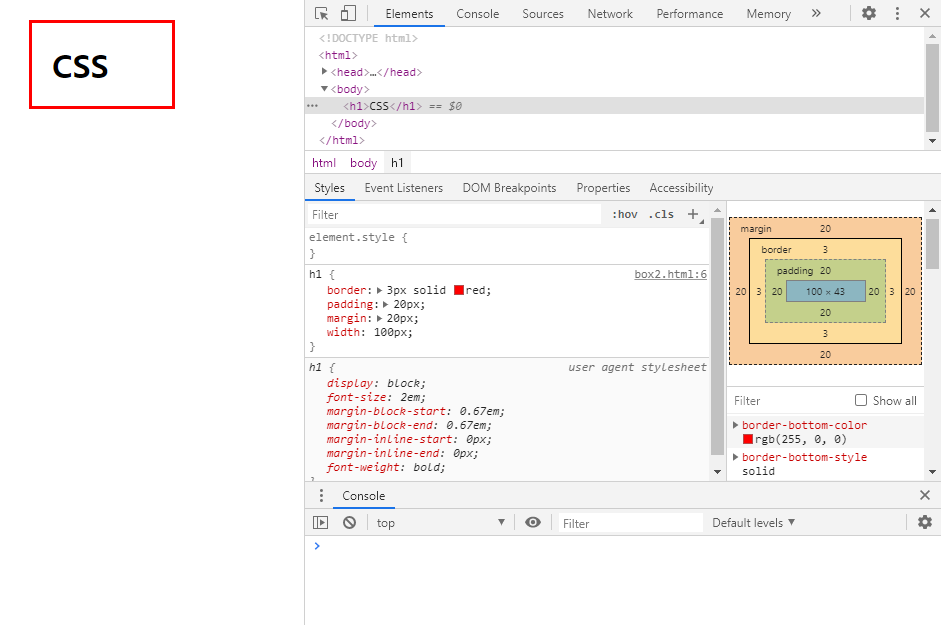 CSS
Elements Console Sources Network Performance Memory »
<!DOCTYPE html>
<html>
<head>…</head>
<body>
<h1>CSS</h1> == $0
</body>
</html>
html body h1
Styles Event Listeners DOM Breakpoints Properties Accessibility
Filter :hov .cls +
element.style {
}
h1 { box2.html:6
border: 3px solid red;
padding: 20px;
margin: 20px;
width: 100px;
}
h1 { user agent stylesheet
display: block;
font-size: 2em;
margin-block-start: 0.67em;
margin-block-end: 0.67em;
margin-inline-start: 0px;
margin-inline-end: 0px;
font-weight: bold;
}
margin 20
border 3
padding 20
20 3 20 100 × 43 20 3 20
20
3
20
Filter Show all
border-bottom-color
rgb(255, 0, 0)
border-bottom-style
solid
Console
top Filter Default levels